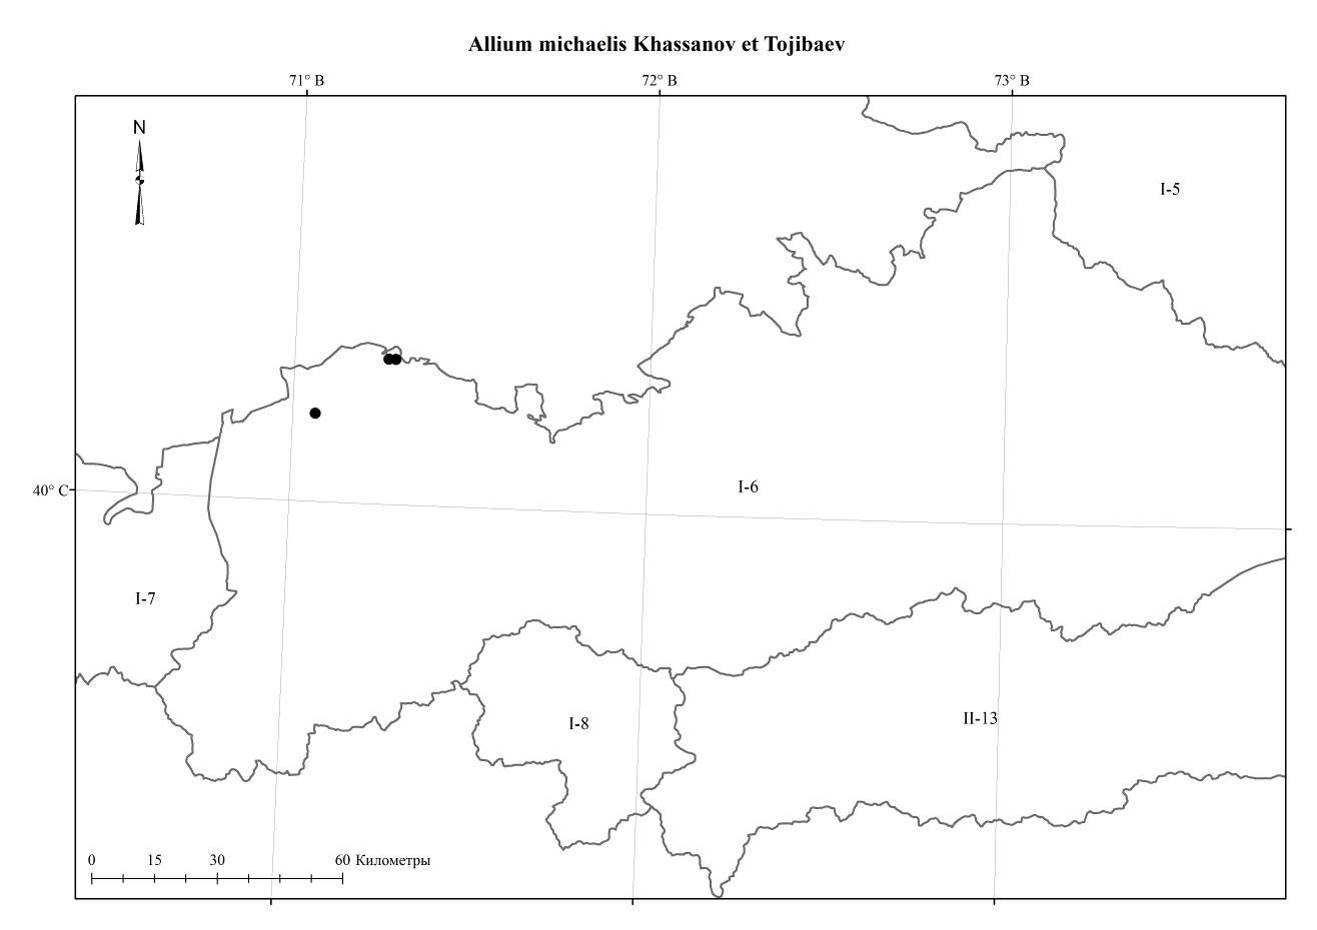 Allium michaelis Khassanov et Tojibaev
71° В 72° В 73° В
N
I-5
40° С
I-6
I-7
I-8
II-13
0 15 30 60 Километры